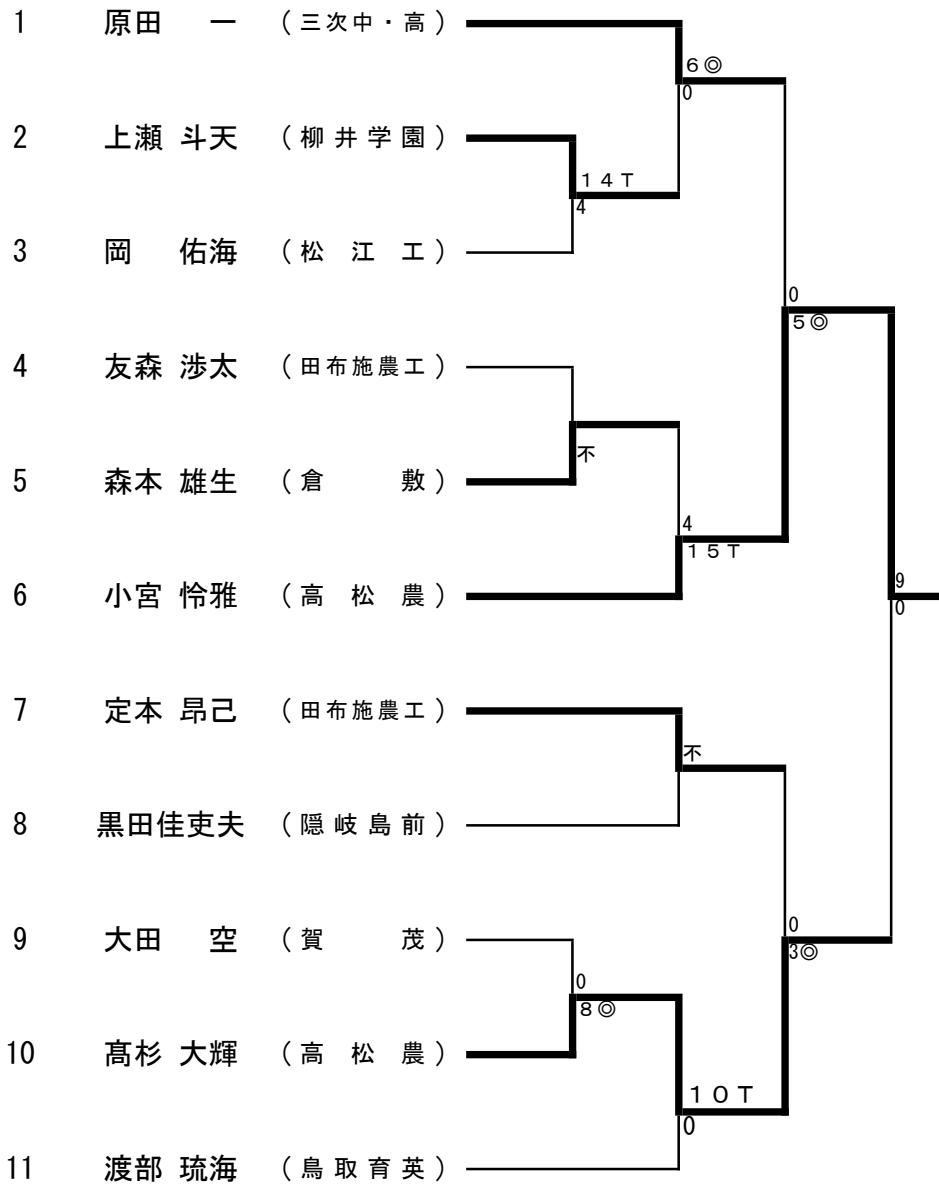 1 原田 一 （三次中・高）
6◎
0
2 上瀬 斗天 （柳井学園）
14T
4
3 岡 佑海 （松江工）
0
5◎
4 友森 渉太 （田布施農工）
不
5 森本 雄生 （倉敷）
4
15T
6 小宮 怜雅 （高松農）
9
0
7 定本 昂己 （田布施農工）
不
8 黒田佳吏夫 （隠岐島前）
9 大田 空 （賀茂）
0
3◎
0
8◎
10 髙杉 大輝 （高松農）
10T
0
11 渡部 琉海 （鳥取育英）